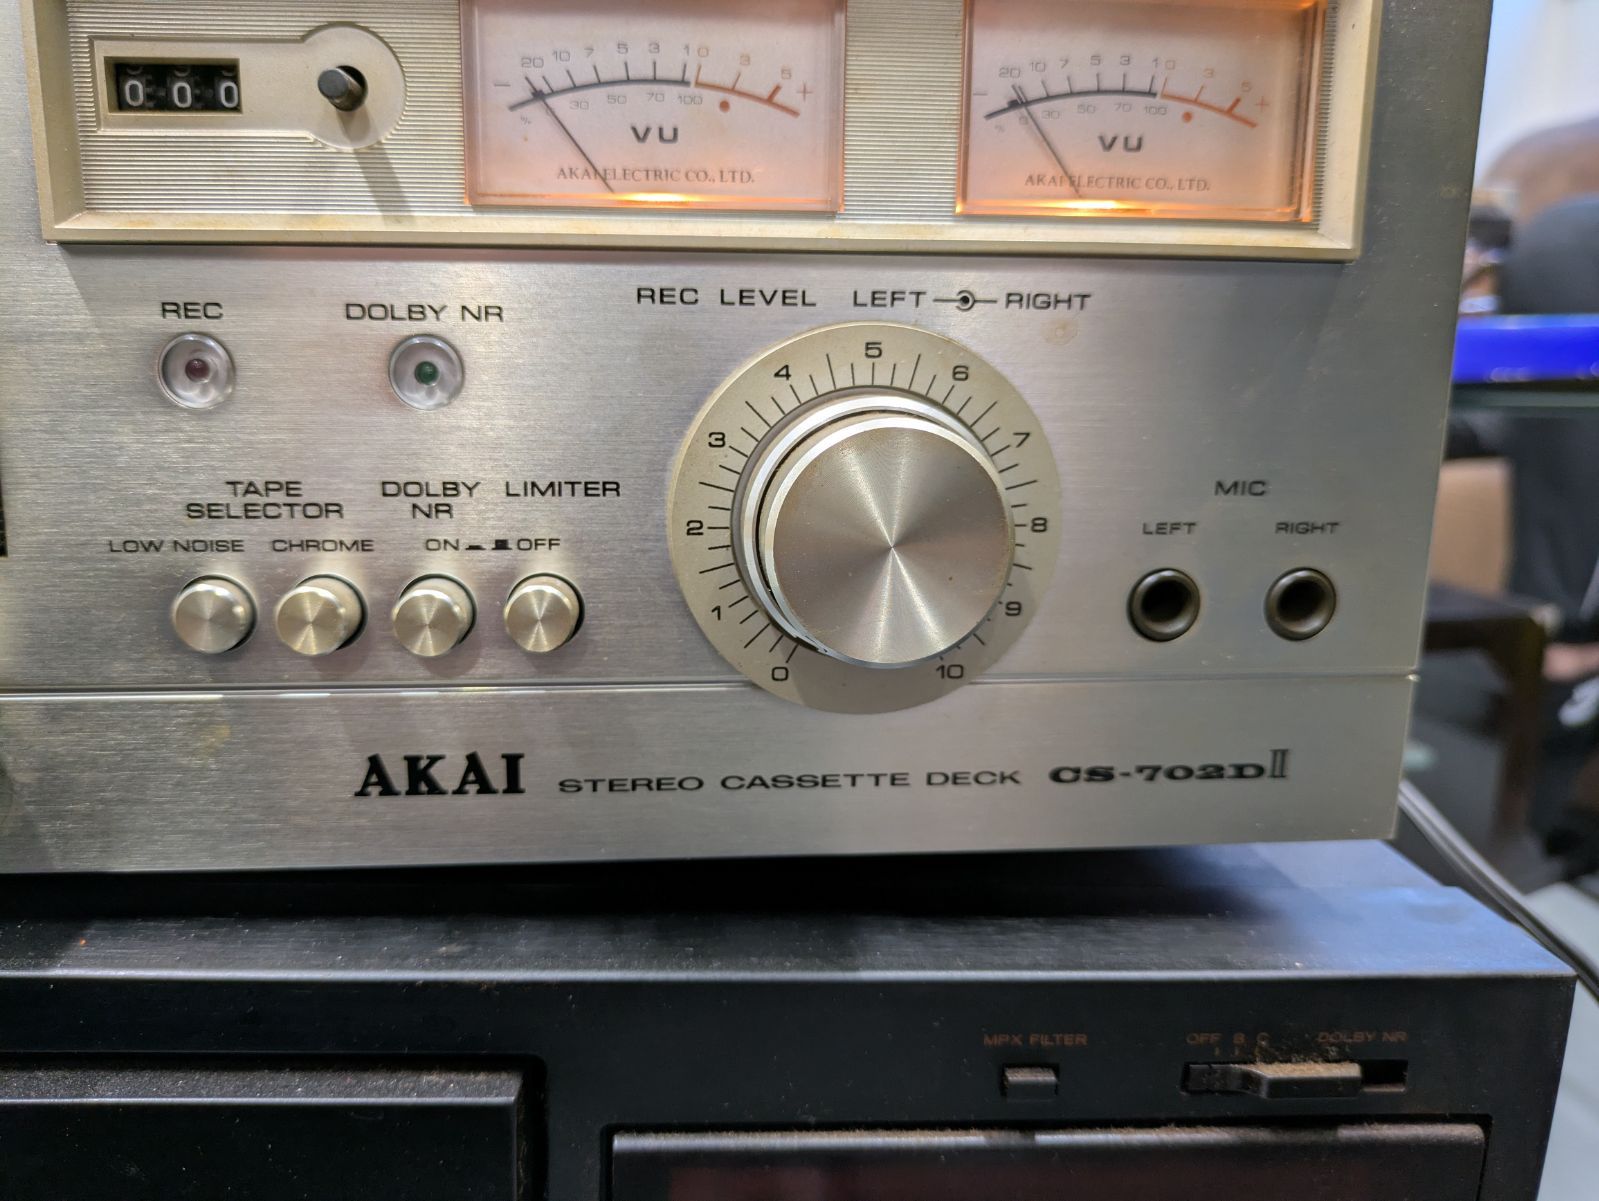 0 0 0
- 20 10 7 5 3 1 0 3 5 +
% 0 30 50 70 100
VU
AKAI ELECTRIC CO., LTD.
- 20 10 7 5 3 1 0 3 5 +
% 0 30 50 70 100
VU
AKAI ELECTRIC CO., LTD.
REC
DOLBY NR
REC LEVEL LEFT RIGHT
0 1 2 3 4 5 6 7 8 9 10
TAPE
SELECTOR
LOW NOISE CHROME
DOLBY
NR
LIMITER
ON OFF
MIC
LEFT RIGHT
AKAI STEREO CASSETTE DECK CS-702D II
MPX FILTER
OFF B C DOLBY NR